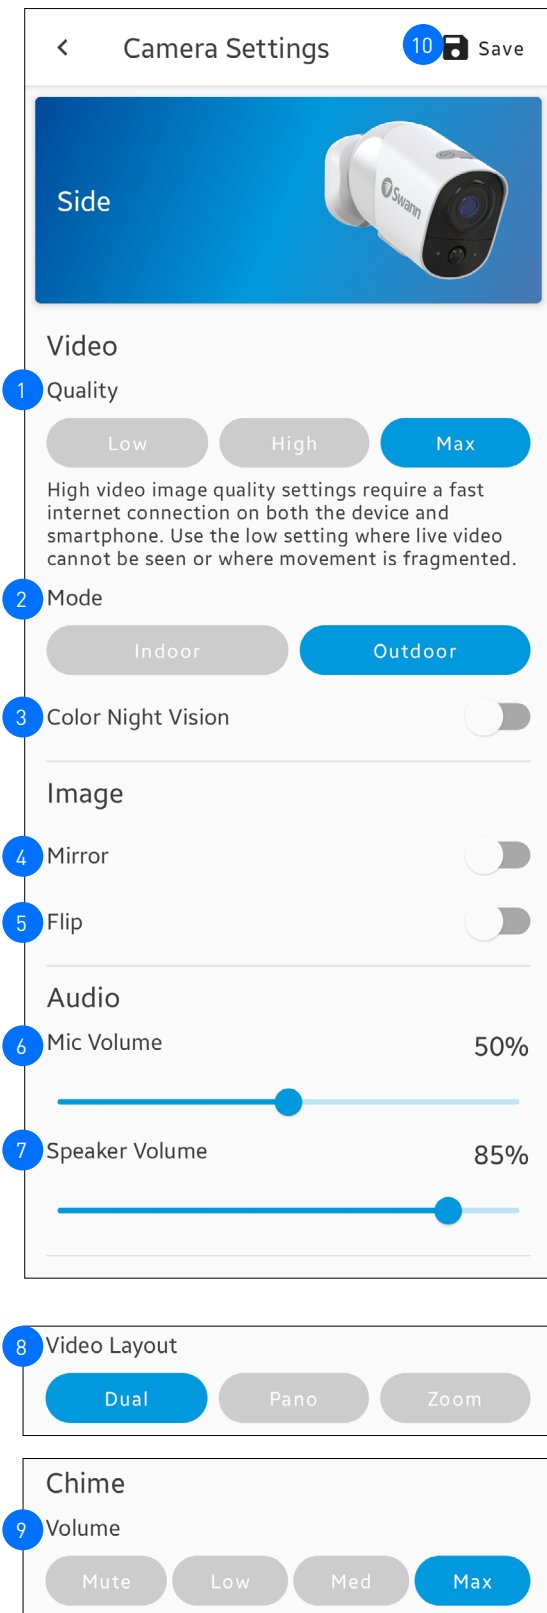 Camera Settings
10 Save
Side
Swann
Video
1 Quality
Low High Max
High video image quality settings require a fast
internet connection on both the device and
smartphone. Use the low setting where live video
cannot be seen or where movement is fragmented.
2 Mode
Indoor Outdoor
3 Color Night Vision
Image
4 Mirror
5 Flip
Audio
6 Mic Volume 50%
7 Speaker Volume 85%
8 Video Layout
Dual Pano Zoom
Chime
9 Volume
Mute Low Med Max